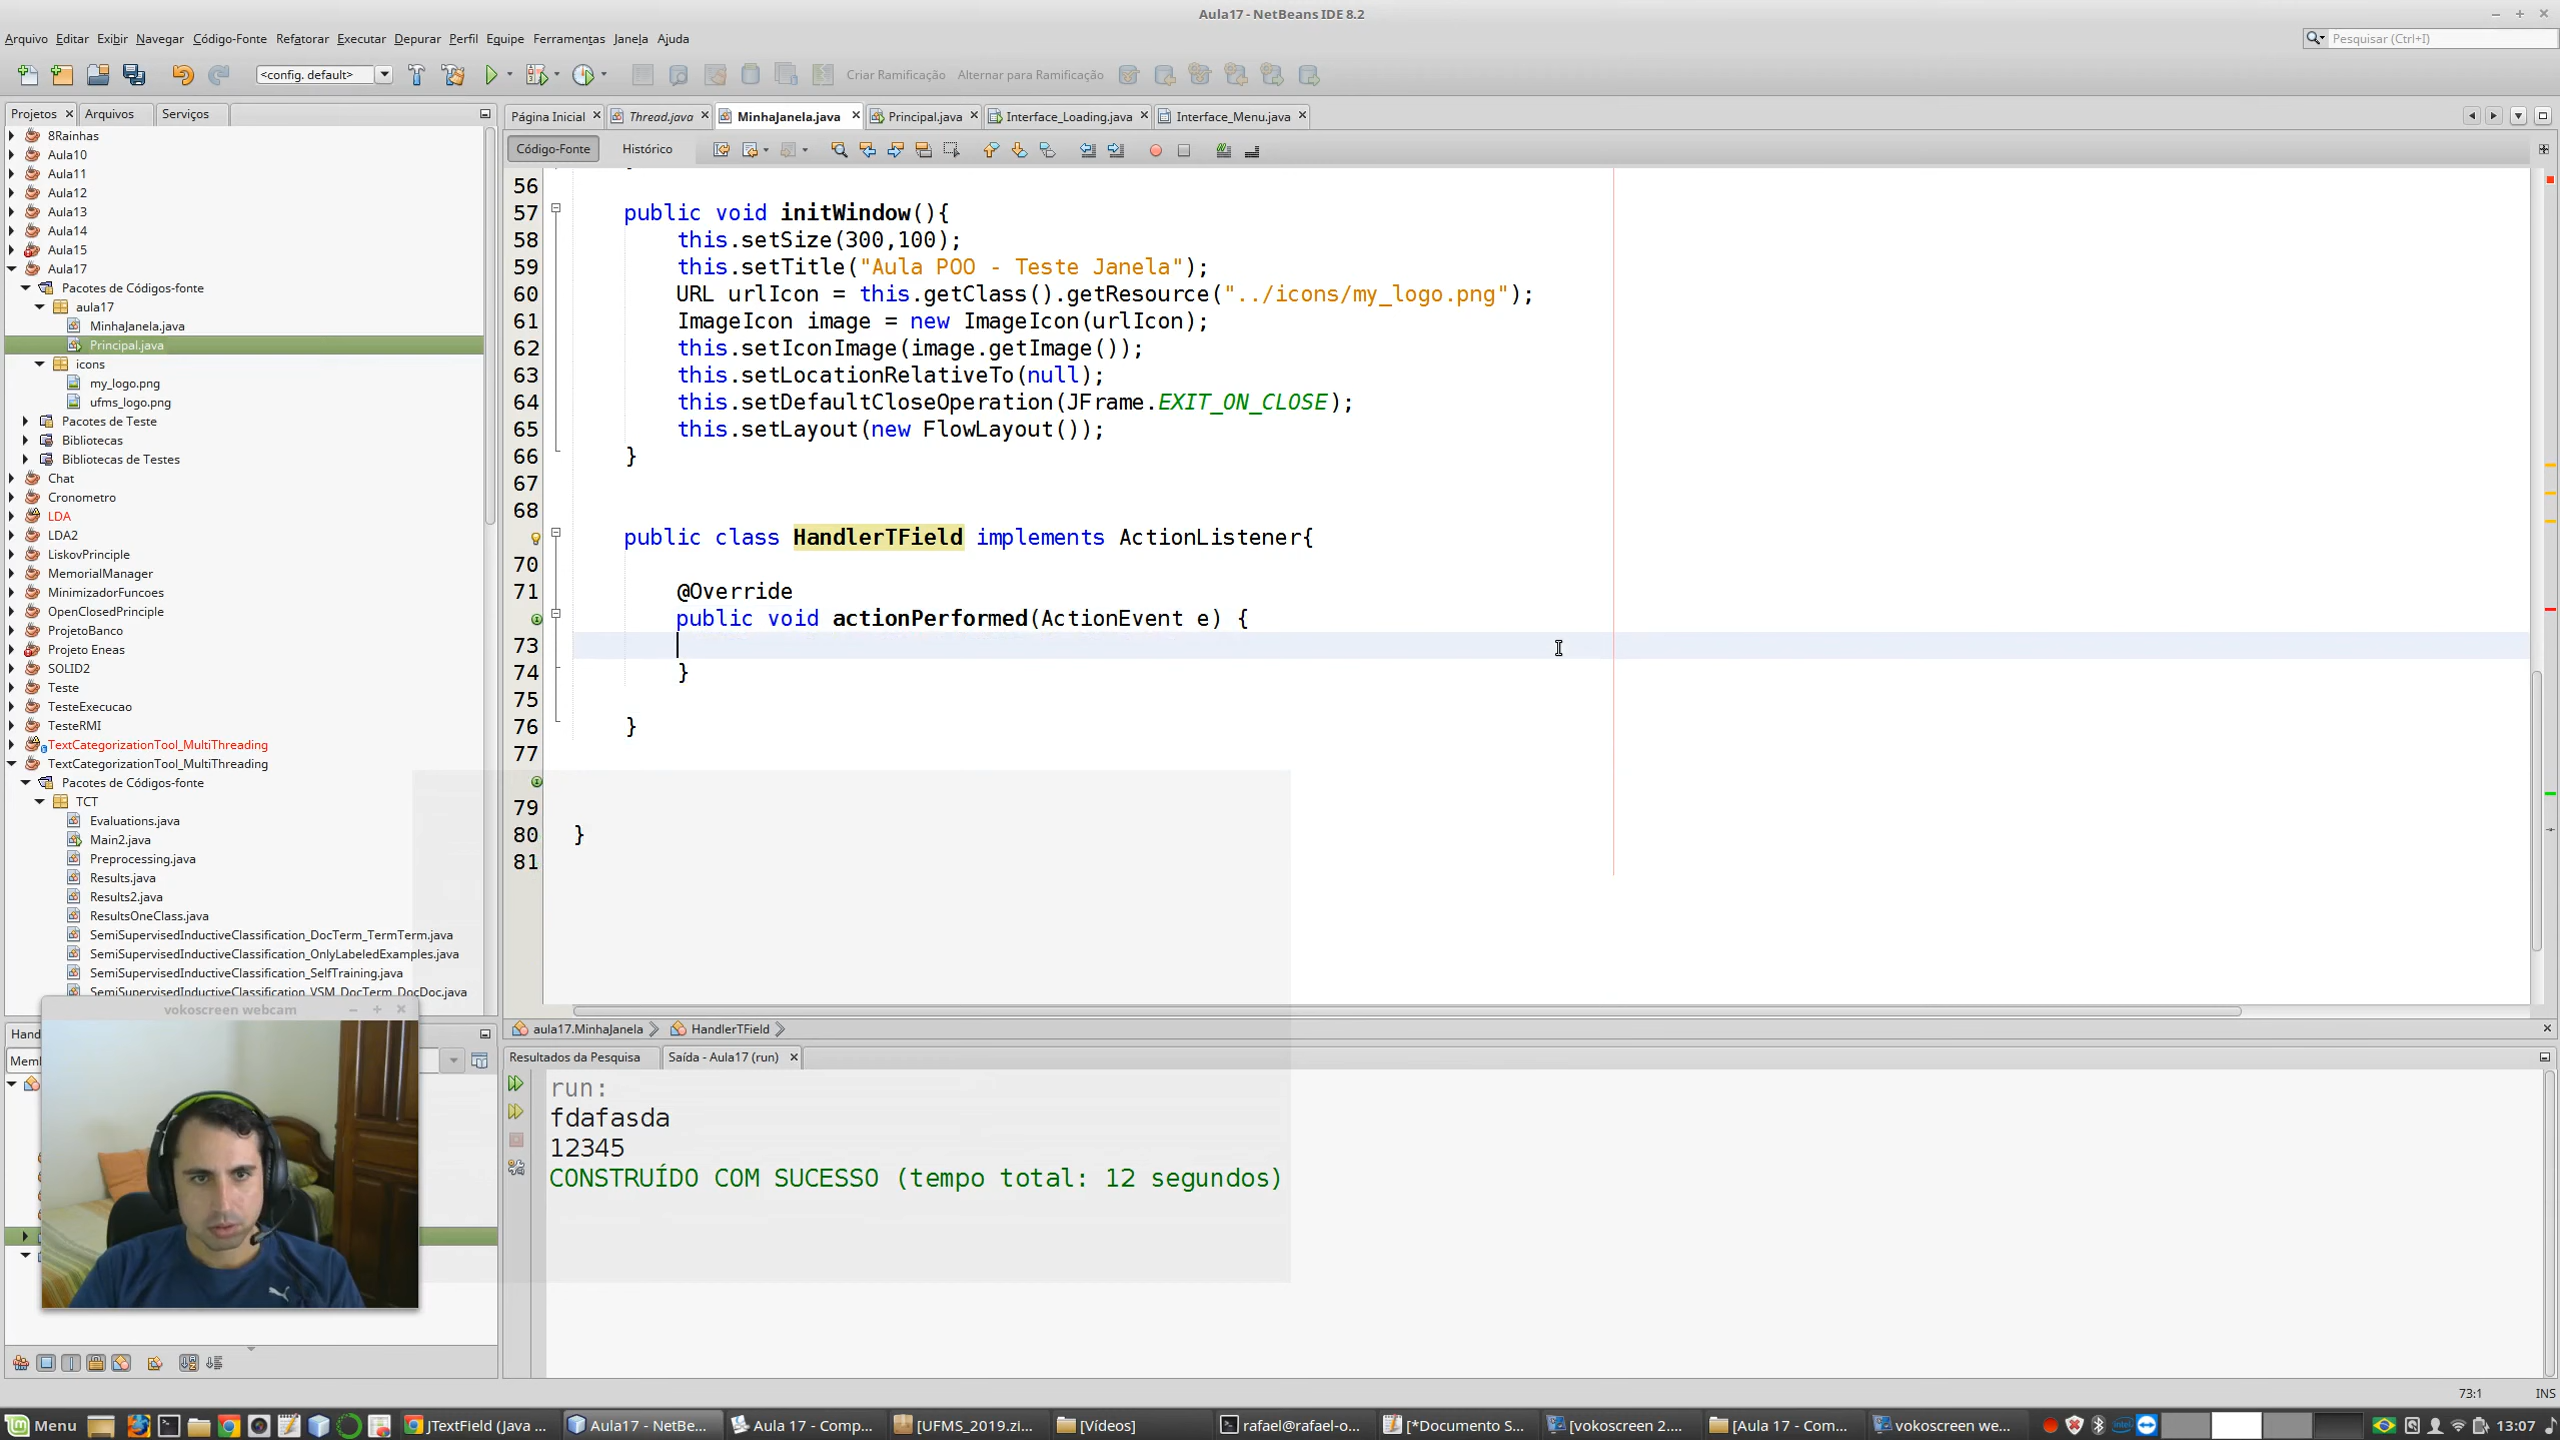 Aula17 - NetBeans IDE 8.2
Arquivo Editar Exibir Navegar Código-Fonte Refatorar Executar Depurar Perfil Equipe Ferramentas Janela Ajuda
Pesquisar (Ctrl+I)
<config. default>
Criar Ramificação Alternar para Ramificação
Projetos Arquivos Serviços
Página Inicial Thread.java MinhaJanela.java Principal.java Interface_Loading.java Interface_Menu.java
Código-Fonte Histórico
8Rainhas
Aula10
Aula11
Aula12
Aula13
Aula14
Aula15
Aula17
Pacotes de Códigos-fonte
aula17
MinhaJanela.java
Principal.java
icons
my_logo.png
ufms_logo.png
Pacotes de Teste
Bibliotecas
Bibliotecas de Testes
Chat
Cronometro
LDA
LDA2
LiskovPrinciple
MemorialManager
MinimizadorFuncoes
OpenClosedPrinciple
ProjetoBanco
Projeto Eneas
SOLID2
Teste
TesteExecucao
TesteRMI
TextCategorizationTool_MultiThreading
TextCategorizationTool_MultiThreading
Pacotes de Códigos-fonte
TCT
Evaluations.java
Main2.java
Preprocessing.java
Results.java
Results2.java
ResultsOneClass.java
SemiSupervisedInductiveClassification_DocTerm_TermTerm.java
SemiSupervisedInductiveClassification_OnlyLabeledExamples.java
SemiSupervisedInductiveClassification_SelfTraining.java
SemiSupervisedInductiveClassification_VSM_DocTerm_DocDoc.java
56
57 public void initWindow(){
58 this.setSize(300,100);
59 this.setTitle("Aula POO - Teste Janela");
60 URL urlIcon = this.getClass().getResource("../icons/my_logo.png");
61 ImageIcon image = new ImageIcon(urlIcon);
62 this.setIconImage(image.getImage());
63 this.setLocationRelativeTo(null);
64 this.setDefaultCloseOperation(JFrame.EXIT_ON_CLOSE);
65 this.setLayout(new FlowLayout());
66 }
67
68
public class HandlerTField implements ActionListener{
70
71 @Override
public void actionPerformed(ActionEvent e) {
73
74 }
75
76 }
77
79
80 }
81
aula17.MinhaJanela HandlerTField
vokoscreen webcam
Hand
Memb
Resultados da Pesquisa Saída - Aula17 (run)
run:
fdafasda
12345
CONSTRUÍDO COM SUCESSO (tempo total: 12 segundos)
73:1 INS
Menu JTextField (Java ... Aula17 - NetBe... Aula 17 - Comp... [UFMS_2019.zi... [Vídeos] rafael@rafael-o... [*Documento S... [vokoscreen 2.... [Aula 17 - Com... vokoscreen we... 13:07